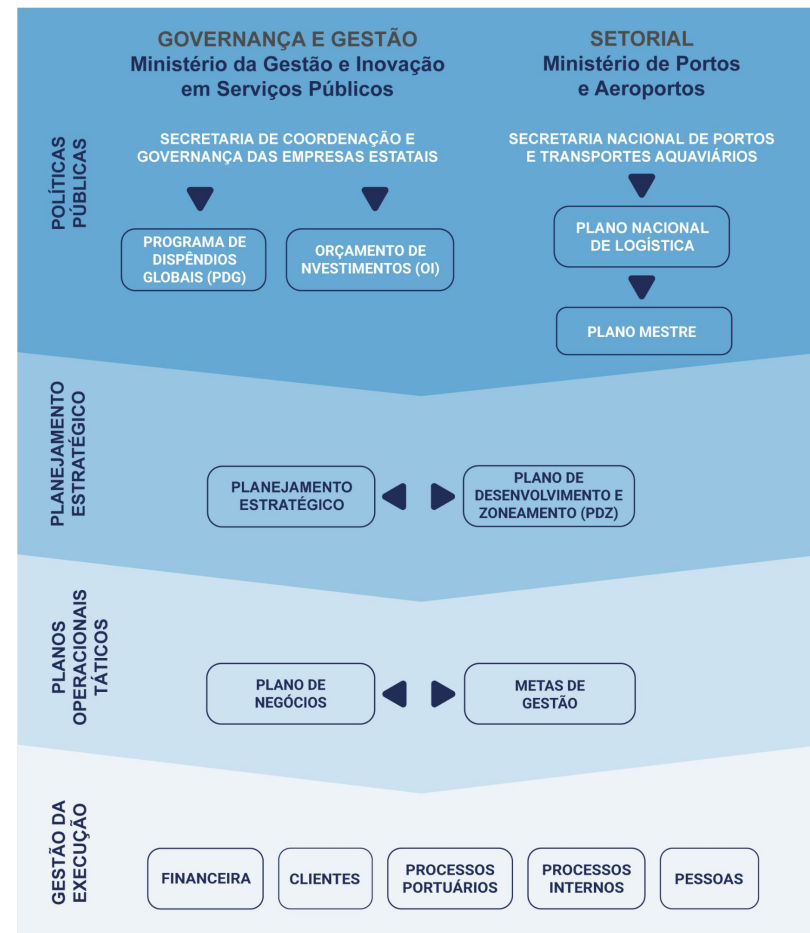 GOVERNANÇA E GESTÃO
Ministério da Gestão e Inovação
em Serviços Públicos
SETORIAL
Ministério de Portos
e Aeroportos
POLÍTICAS
PÚBLICAS
SECRETARIA DE COORDENAÇÃO E
GOVERNANÇA DAS EMPRESAS ESTATAIS
SECRETARIA NACIONAL DE PORTOS
E TRANSPORTES AQUAVIÁRIOS
PROGRAMA DE
DISPÊNDIOS
GLOBAIS (PDG)
ORÇAMENTO DE
NVESTIMENTOS (OI)
PLANO NACIONAL
DE LOGÍSTICA
PLANO MESTRE
PLANEJAMENTO
ESTRATÉGICO
PLANEJAMENTO
ESTRATÉGICO
PLANO DE
DESENVOLVIMENTO E
ZONEAMENTO (PDZ)
PLANOS
OPERACIONAIS
TÁTICOS
PLANO DE
NEGÓCIOS
METAS DE
GESTÃO
GESTÃO DA
EXECUÇÃO
FINANCEIRA
CLIENTES
PROCESSOS
PORTUÁRIOS
PROCESSOS
INTERNOS
PESSOAS